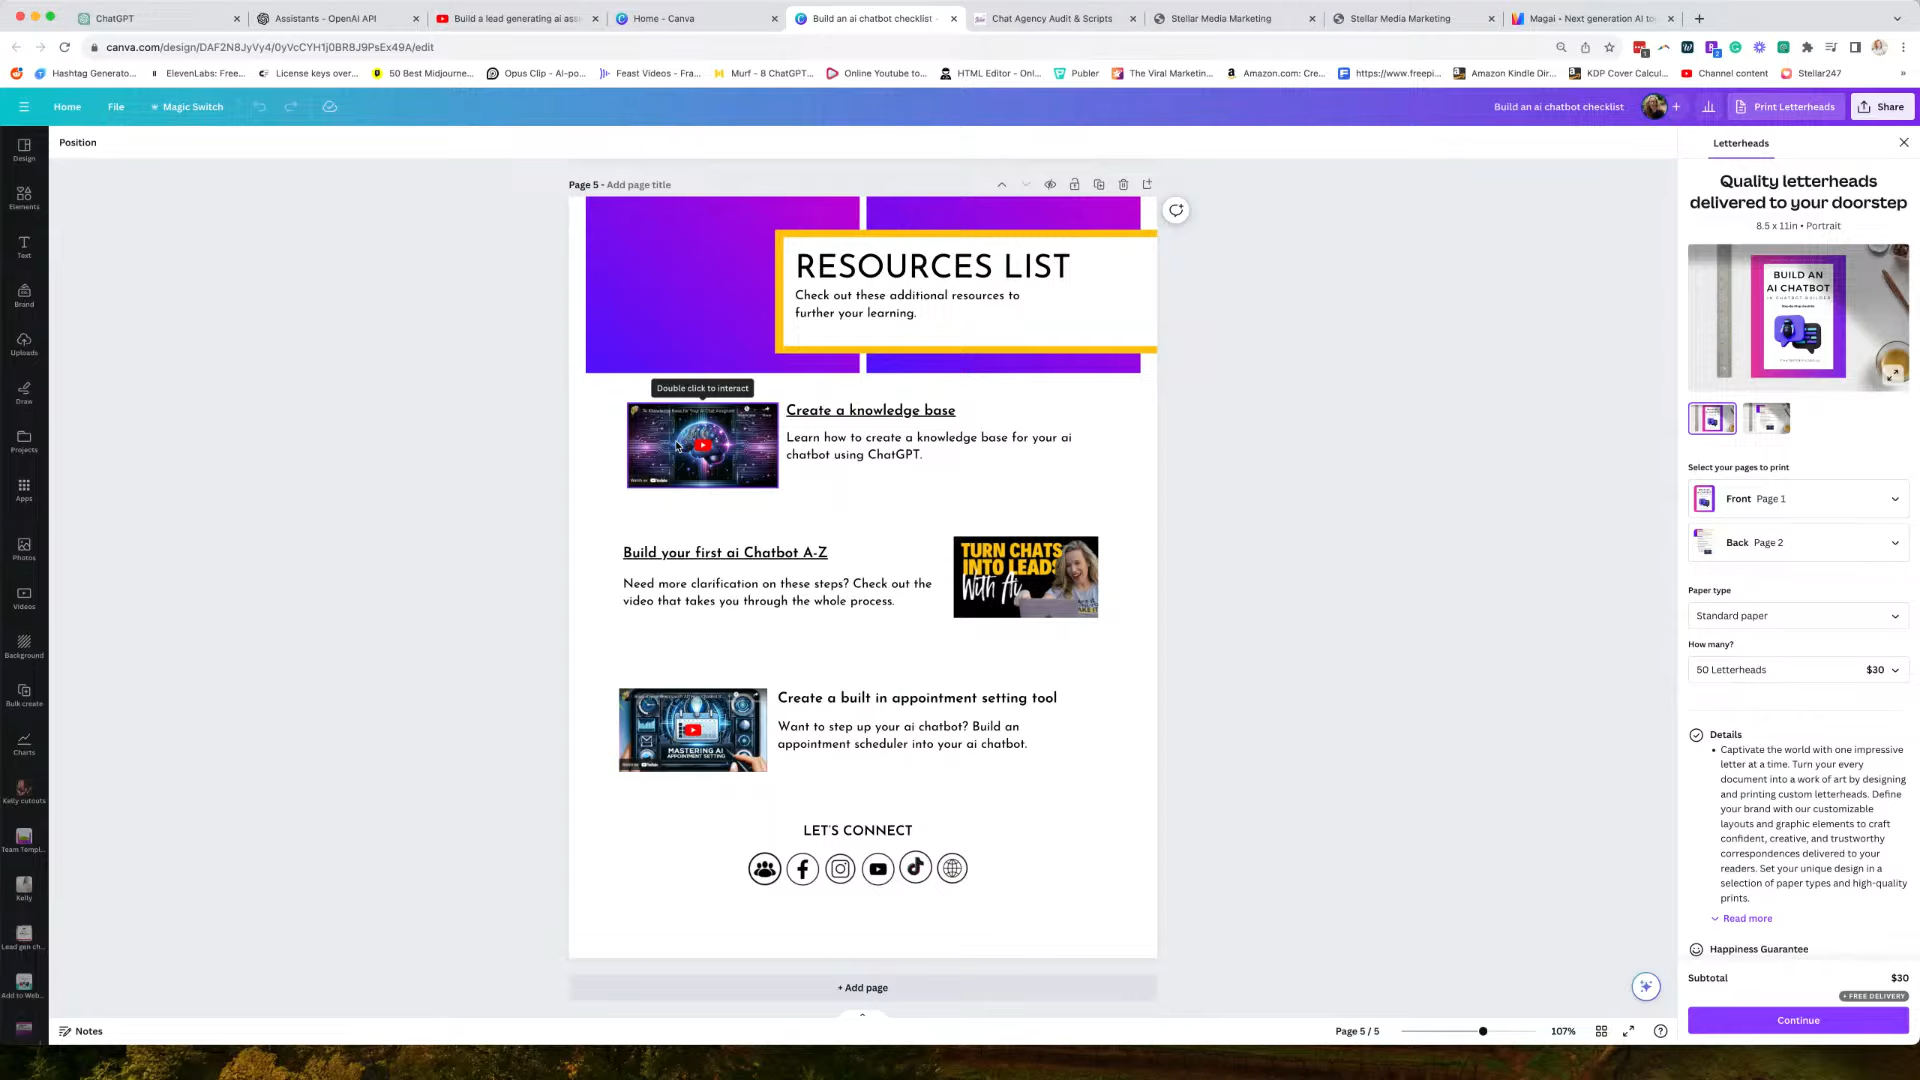 ChatGPT
Assistants - OpenAI API
Build a lead generating ai ass
Home - Canva
Build an ai chatbot checklist -
Chat Agency Audit & Scripts
Stellar Media Marketing
Stellar Media Marketing
Magai - Next generation AI to
canva.com/design/DAF2N8JyVy4/0yVcCYH1j0BR8J9PsEx49A/edit
Hashtag Generato...
ElevenLabs: Free...
License keys over...
50 Best Midjourne...
Opus Clip - AI-po...
Feast Videos - Fra...
Murf - 8 ChatGPT...
Online Youtube to...
HTML Editor - Onl...
Publer
The Viral Marketin...
Amazon.com: Cre...
https://www.freepi...
Amazon Kindle Dir...
KDP Cover Calcul...
Channel content
Stellar247
Home
File
Magic Switch
Build an ai chatbot checklist
Print Letterheads
Share
Position
Design
Elements
Text
Brand
Uploads
Draw
Projects
Apps
Photos
Videos
Background
Bulk create
Charts
Kelly cutouts
Team Templ...
Kelly
Lead gen ch...
Add to Web...
Page 5 - Add page title
RESOURCES LIST
Check out these additional resources to
further your learning.
Double click to interact
Create a knowledge base
Learn how to create a knowledge base for your ai
chatbot using ChatGPT.
Watch on YouTube
Build your first ai Chatbot A-Z
Need more clarification on these steps? Check out the
video that takes you through the whole process.
TURN CHATS
INTO LEADS
With Ai
Create a built in appointment setting tool
Want to step up your ai chatbot? Build an
appointment scheduler into your ai chatbot.
MASTERING AI
APPOINTMENT SETTING
Watch on YouTube
LET'S CONNECT
+ Add page
Notes
Page 5 / 5
107%
Letterheads
Quality letterheads
delivered to your doorstep
8.5 x 11in • Portrait
BUILD AN
AI CHATBOT
IN CHATBOT BUILDER
Select your pages to print
Front Page 1
Back Page 2
Paper type
Standard paper
How many?
50 Letterheads $30
Details
• Captivate the world with one impressive
letter at a time. Turn your every
document into a work of art by designing
and printing custom letterheads. Define
your brand with our customizable
layouts and graphic elements to craft
confident, creative, and trustworthy
correspondences delivered to your
readers. Set your unique design in a
selection of paper types and high-quality
prints.
Read more
Happiness Guarantee
Subtotal $30
+ FREE DELIVERY
Continue